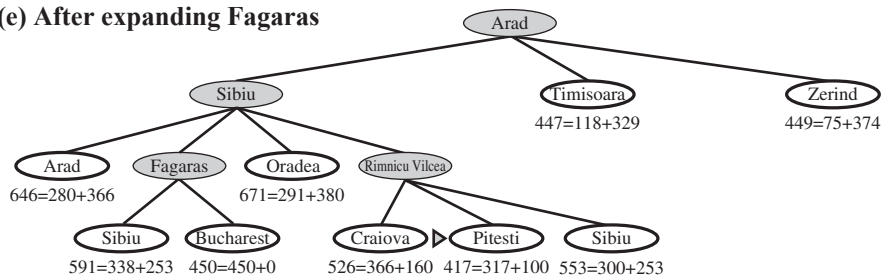 (e) After expanding Fagaras
Arad
Sibiu
Timisoara
Zerind
447=118+329
449=75+374
Arad
Fagaras
Oradea
Rimnicu Vilcea
646=280+366
671=291+380
Sibiu
Bucharest
Craiova
Pitesti
Sibiu
591=338+253
450=450+0
526=366+160
417=317+100
553=300+253